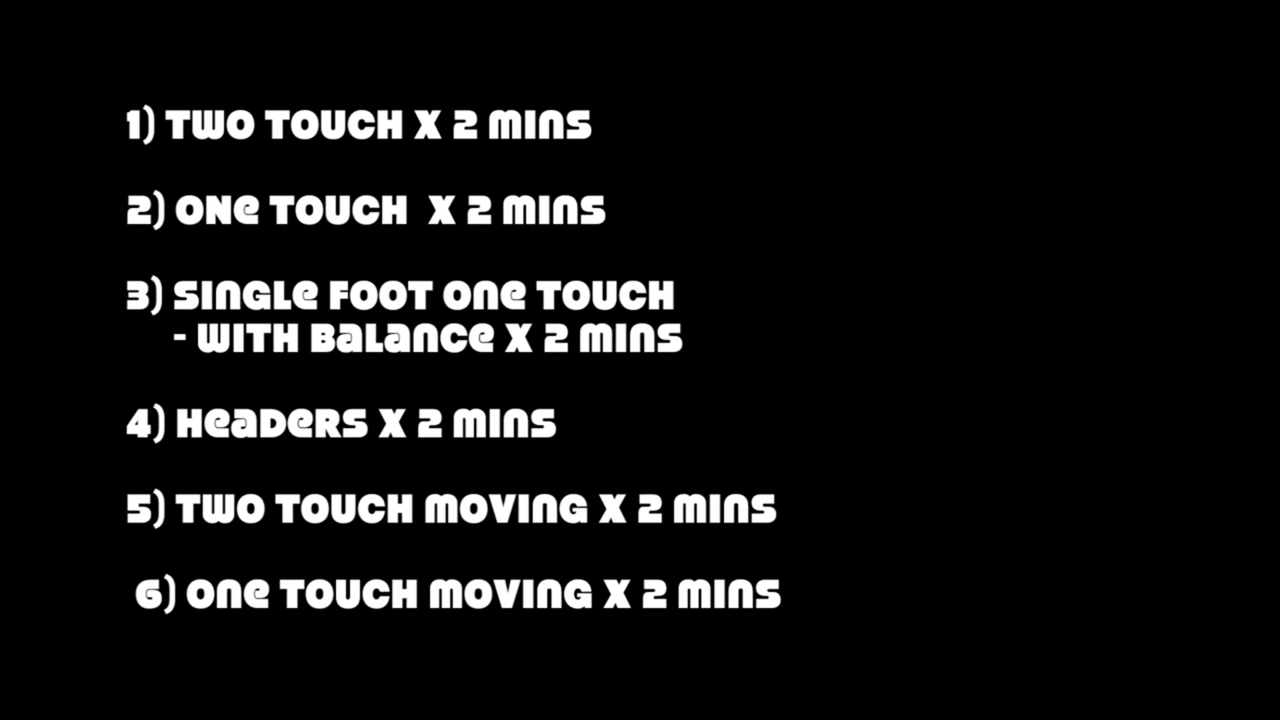 1) TWO TOUCH X 2 MINS
2) ONE TOUCH X 2 MINS
3) SINGLE FOOT ONE TOUCH
- WITH BALANCE X 2 MINS
4) HEADERS X 2 MINS
5) TWO TOUCH MOVING X 2 MINS
6) ONE TOUCH MOVING X 2 MINS